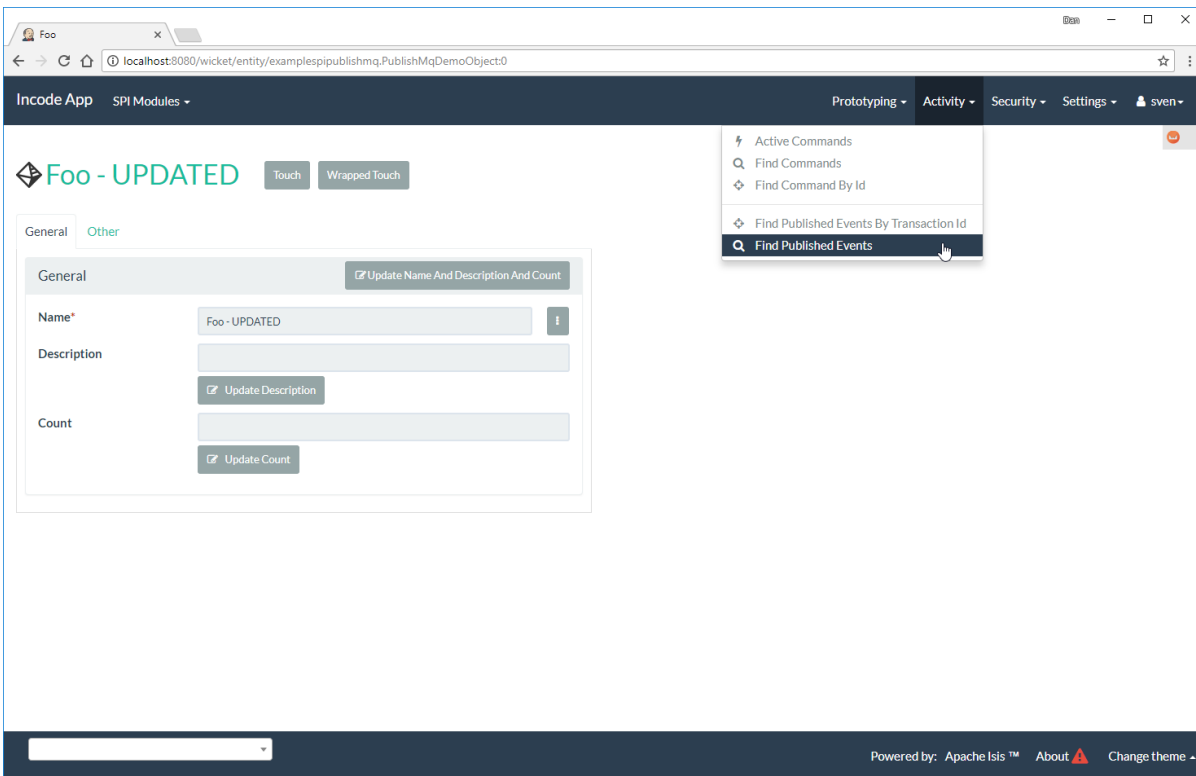 Dan
Foo
localhost:8080/wicket/entity/examplespipublishmq.PublishMqDemoObject:0
Incode App SPI Modules Prototyping Activity Security Settings sven
Active Commands
Find Commands
Find Command By Id
Find Published Events By Transaction Id
Find Published Events
Foo - UPDATED Touch Wrapped Touch
General Other
General Update Name And Description And Count
Name* Foo - UPDATED
Description
Update Description
Count
Update Count
Powered by: Apache Isis ™ About Change theme